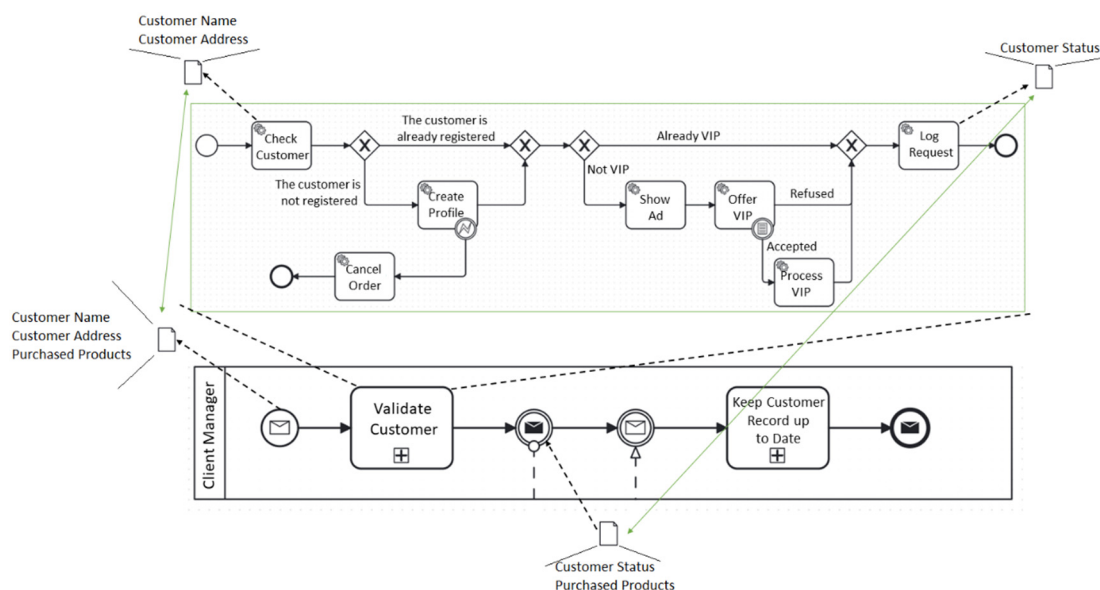 Customer Name
Customer Address
Customer Status
Check
Customer
X
The customer is
already registered
X
X
Already VIP
X
Log
Request
The customer is
not registered
Create
Profile
Not VIP
Show
Ad
Offer
VIP
Refused
Accepted
Process
VIP
Cancel
Order
Customer Name
Customer Address
Purchased Products
Client Manager
Validate
Customer
Keep Customer
Record up
to Date
Customer Status
Purchased Products